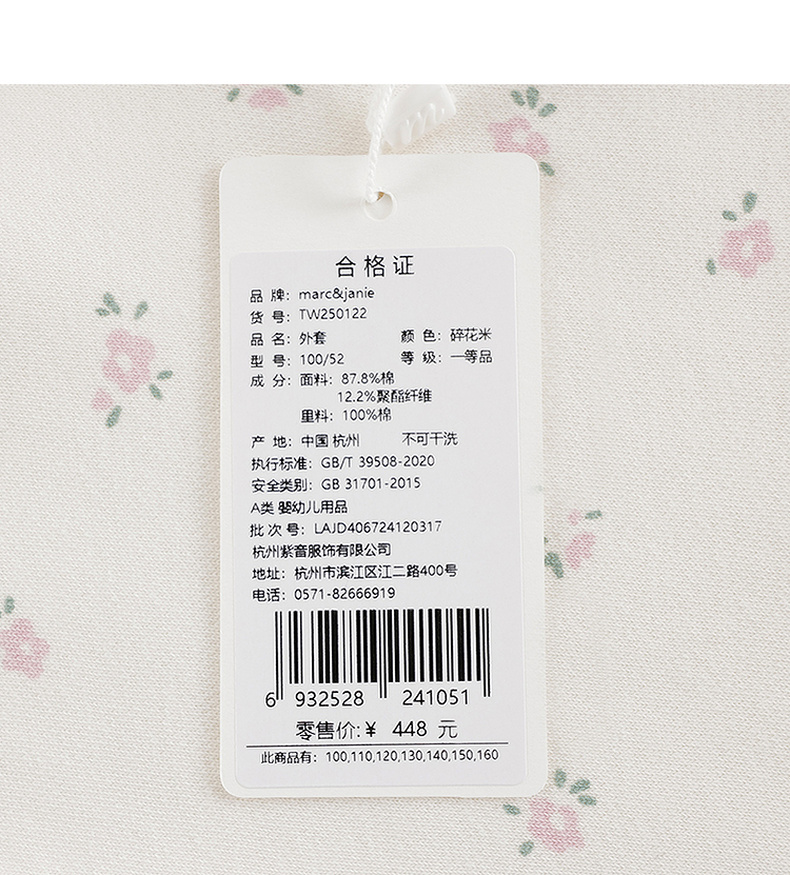 合格证
品 牌：marc&janie
货 号：TW250122
品 名：外套 颜 色：碎花米
型 号：100/52 等 级：一等品
成 分：面料：87.8%棉
12.2%聚酯纤维
里料：100%棉
产 地：中国 杭州 不可干洗
执行标准：GB/T 39508-2020
安全类别：GB 31701-2015
A类 婴幼儿用品
批 次 号：LAJD406724120317
杭州紫音服饰有限公司
地址：杭州市滨江区江二路400号
电话：0571-82666919
6 932528 241051
零售价:¥ 448 元
此商品有：100,110,120,130,140,150,160